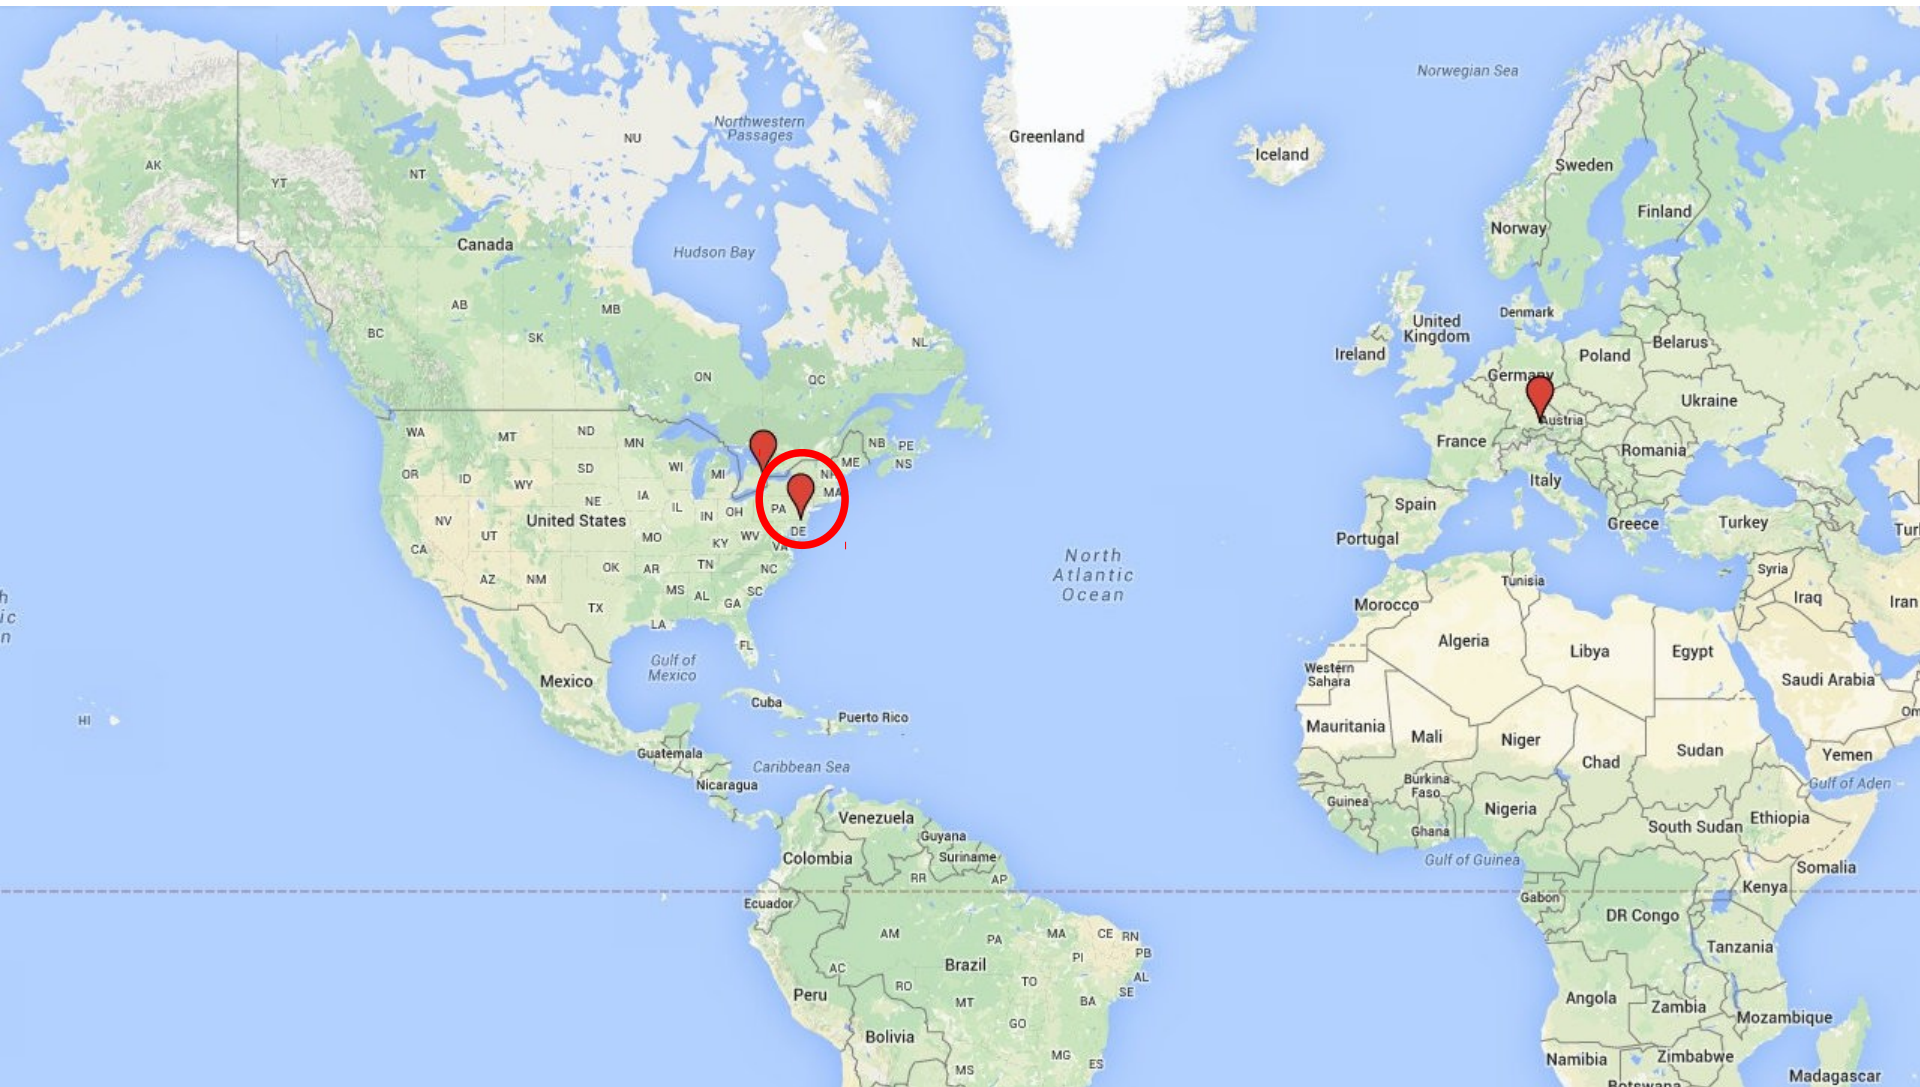 Norwegian Sea
NU
Northwestern
Passages
Greenland
Iceland
AK
YT
NT
Sweden
Finland
Norway
Canada
Hudson Bay
AB
MB
BC
SK
NL
ON
QC
Denmark
United
Kingdom
Ireland
Belarus
Poland
Germany
Ukraine
Austria
France
Romania
WA
MT
ND
MN
NB
PE
NS
ME
OR
ID
SD
WY
WI
MI
MA
Italy
Spain
NE
IA
IL
IN
OH
PA
NV
United States
UT
MO
KY
WV
VA
DE
Greece
Turkey
Portugal
CA
AZ
NM
OK
AR
TN
NC
North
Atlantic
Ocean
Syria
Iraq
Iran
Tunisia
Morocco
MS
AL
GA
SC
TX
LA
FL
Algeria
Libya
Egypt
Gulf of
Mexico
Western
Sahara
Saudi Arabia
Mexico
Cuba
Puerto Rico
HI
Mauritania
Mali
Niger
Chad
Sudan
Yemen
Guatemala
Caribbean Sea
Nicaragua
Gulf of Aden
Burkina
Faso
Guinea
Nigeria
Ghana
Ethiopia
South Sudan
Venezuela
Guyana
Suriname
Colombia
Gulf of Guinea
Somalia
RR
AP
Kenya
Ecuador
Gabon
DR Congo
AM
PA
MA
CE
RN
PB
PI
AL
SE
Tanzania
AC
Brazil
TO
RO
BA
Peru
MT
Angola
Zambia
Mozambique
GO
Bolivia
MG
ES
MS
Namibia
Zimbabwe
Botswana
Madagascar